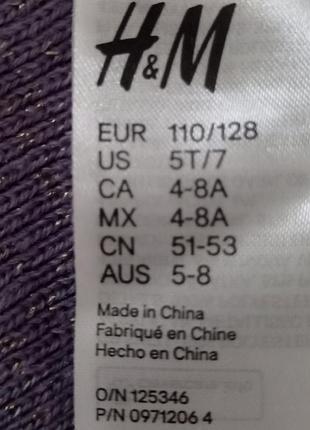 H&M
EUR 110/128
US 5T/7
CA 4-8A
MX 4-8A
CN 51-53
AUS 5-8
Made in China
Fabriqué en Chine
Hecho en China
O/N 125346
P/N 0971206 4